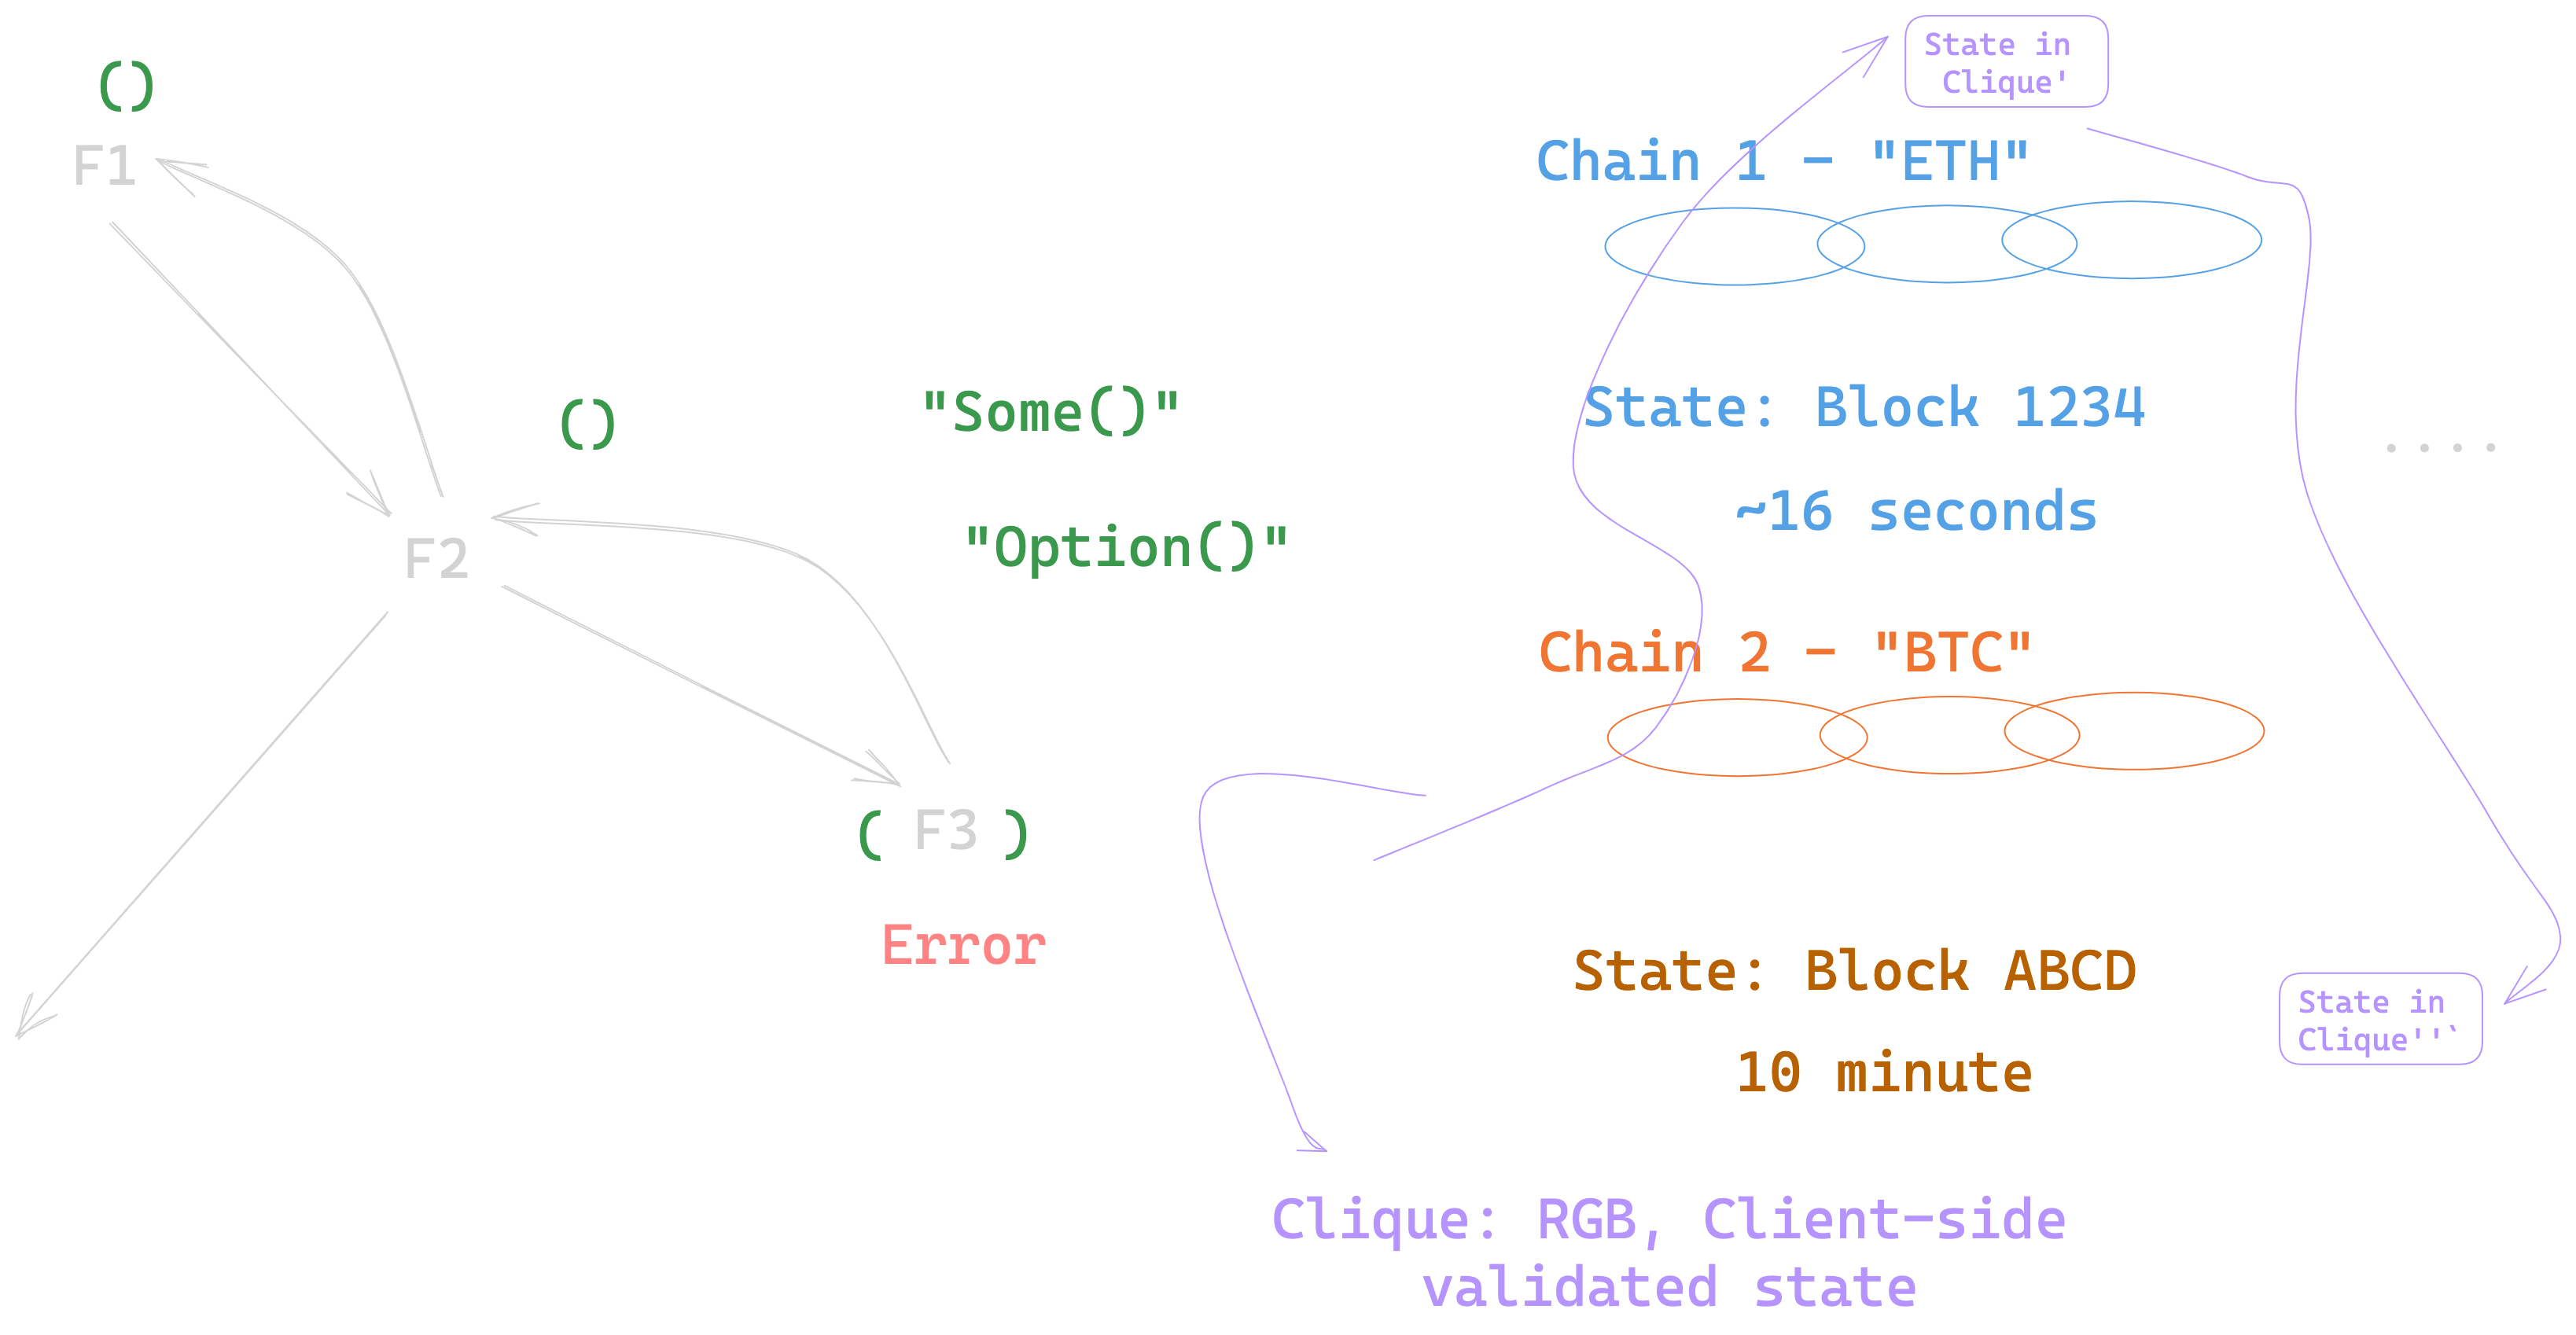 ()
F1
()
F2
"Some()"
"Option()"
( F3 )
Error
State in
Clique'
Chain 1 - "ETH"
State: Block 1234
~16 seconds
....
Chain 2 - "BTC"
State: Block ABCD
10 minute
State in
Clique''`
Clique: RGB, Client-side
validated state